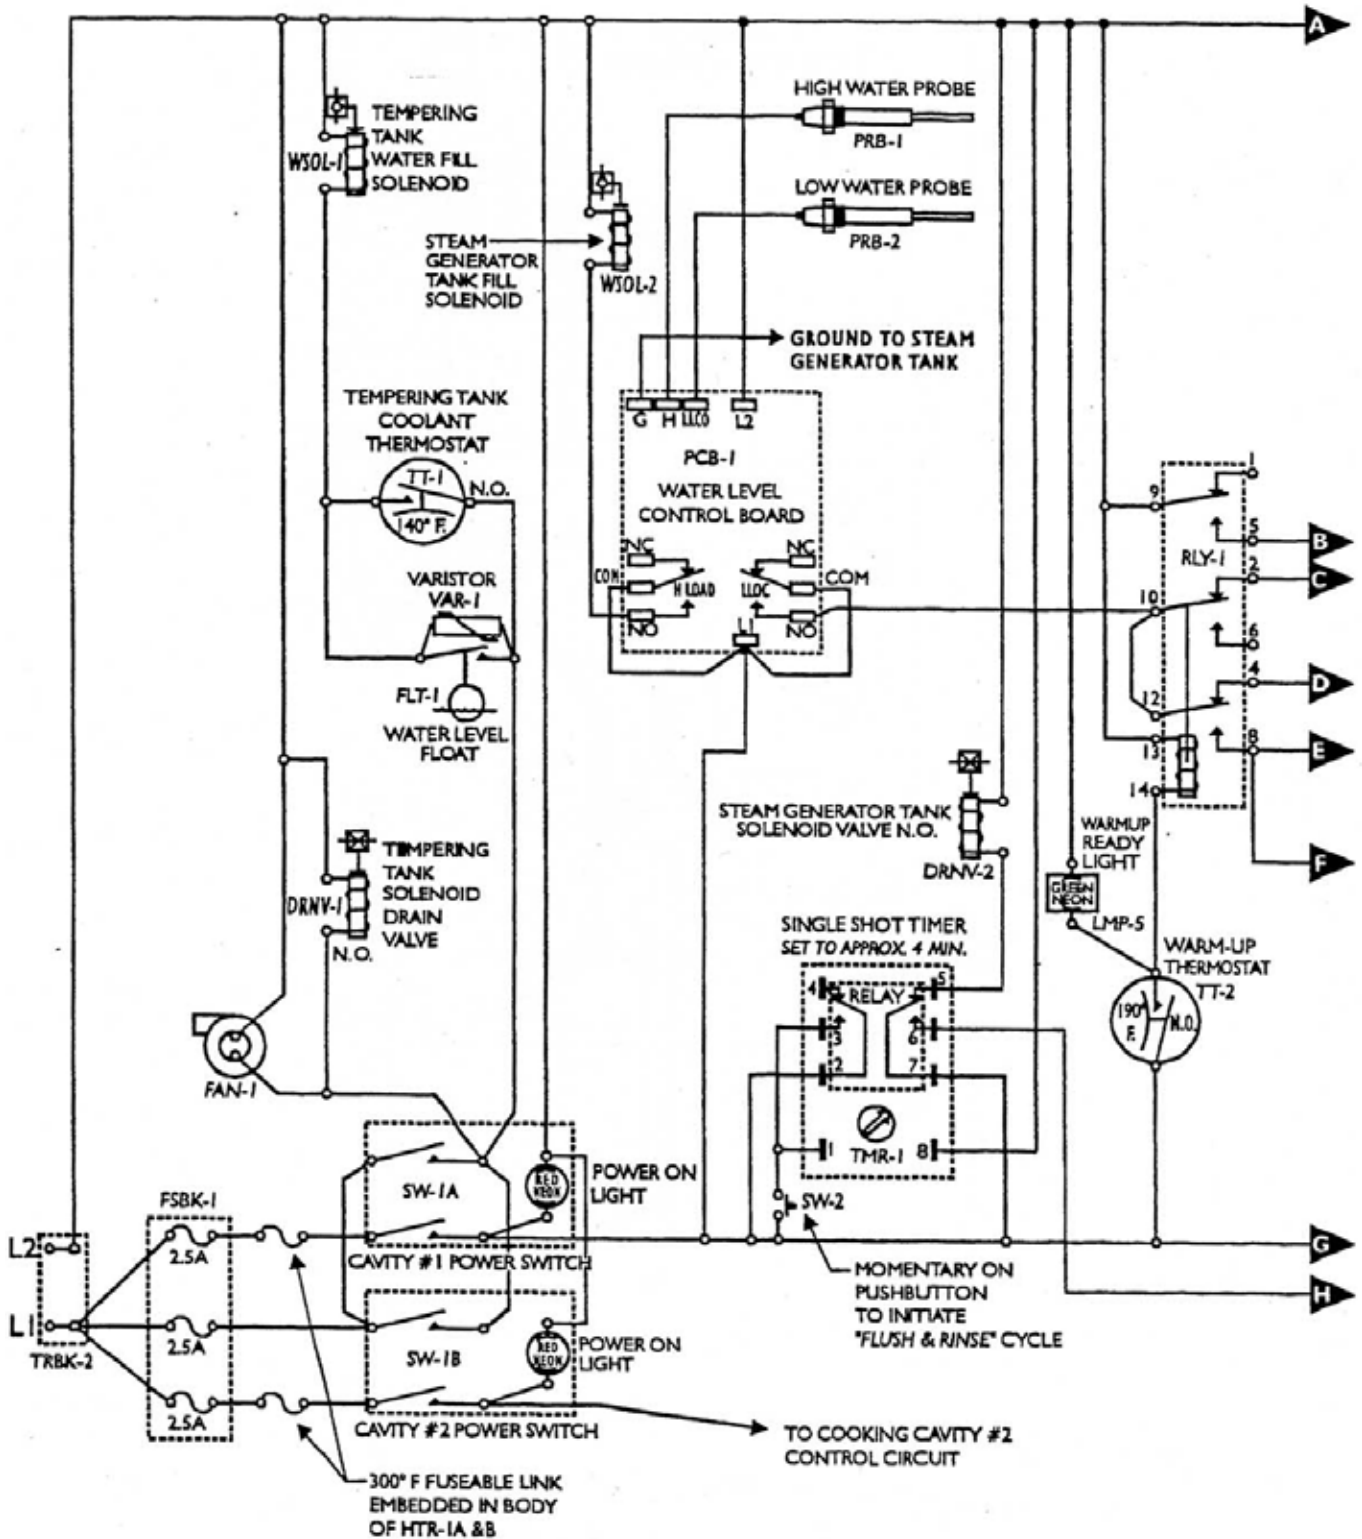 A
HIGH WATER PROBE
PRB-1
TEMPERING
TANK
WATER FILL
SOLENOID
WSOL-1
LOW WATER PROBE
PRB-2
STEAM
GENERATOR
TANK FILL
SOLENOID
WSOL-2
GROUND TO STEAM
GENERATOR TANK
G H LLCO L2
PCB-1
WATER LEVEL
CONTROL BOARD
TEMPERING TANK
COOLANT
THERMOSTAT
TT-1
N.O.
140° F.
NC
NC
COM
H LOAD
LLOC
COM
NO
L1
NO
VARISTOR
VAR-1
FLT-1
WATER LEVEL
FLOAT
1
9
5
B
RLY-1
2
C
10
6
4
D
12
13
8
E
14
F
STEAM GENERATOR TANK
SOLENOID VALVE N.O.
DRNV-2
WARMUP
READY
LIGHT
GREEN
NEON
LMP-5
TEMPERING
TANK
SOLENOID
DRAIN
VALVE
DRNV-1
N.O.
SINGLE SHOT TIMER
SET TO APPROX. 4 MIN.
4
RELAY
5
3
6
2
7
1
TMR-1
8
WARM-UP
THERMOSTAT
TT-2
190°
F.
N.O.
FAN-1
SW-1A
RED
NEON
POWER ON
LIGHT
CAVITY #1 POWER SWITCH
SW-2
FSBK-1
2.5A
2.5A
2.5A
L2
L1
TRBK-2
G
H
MOMENTARY ON
PUSHBUTTON
TO INITIATE
"FLUSH & RINSE" CYCLE
SW-1B
RED
NEON
POWER ON
LIGHT
CAVITY #2 POWER SWITCH
TO COOKING CAVITY #2
CONTROL CIRCUIT
300° F FUSEABLE LINK
EMBEDDED IN BODY
OF HTR-1A &B